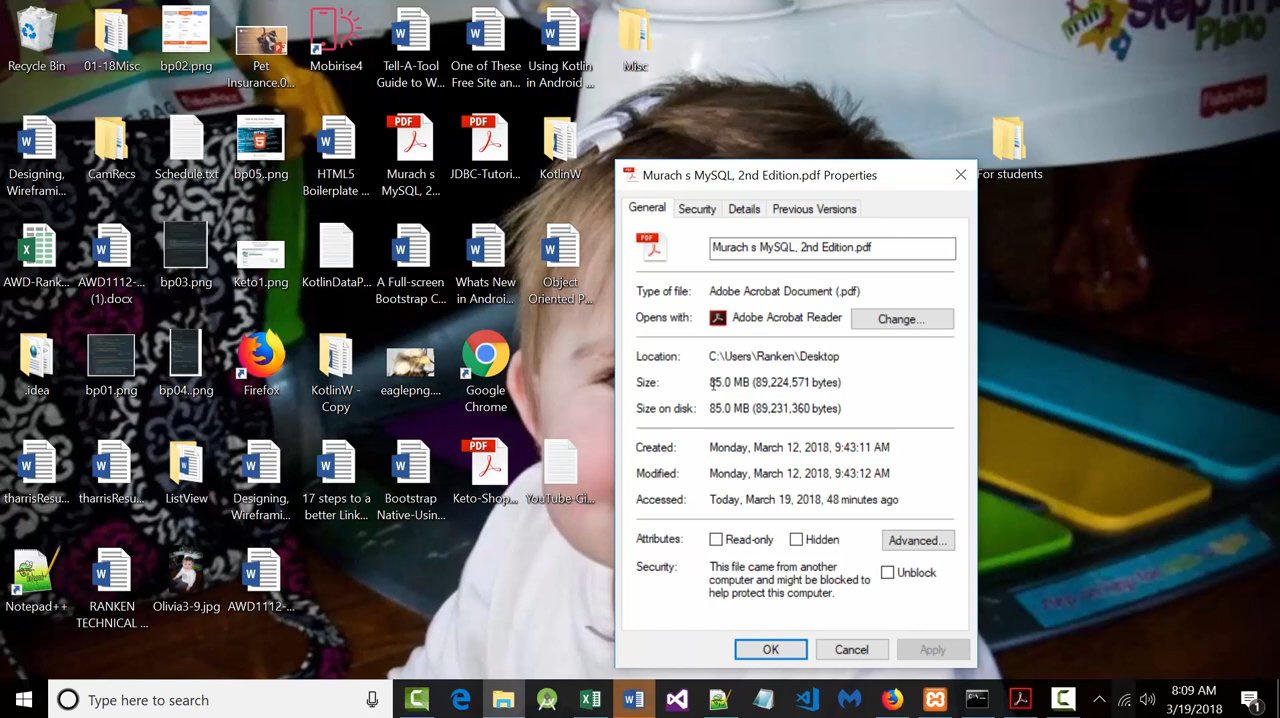 Recycle Bin
01-18Misc
bp02.png
Pet
Insurance.0...
Mobirise4
Tell-A-Tool
Guide to W...
One of These
Free Site an...
Using Kotlin
in Android ...
Misc
Designing,
Wireframi...
CamRecs
Schedule.txt
bp05..png
HTML5
Boilerplate ...
PDF
Murach s
MySQL, 2...
PDF
JDBC-Tutori...
KotlinW
For students
AWD-Rank...
AWD1112-...
(1).docx
bp03.png
Keto1.png
KotlinDataP...
A Full-screen
Bootstrap C...
Whats New
in Androi...
Object
Oriented P...
.idea
bp01.png
bp04..png
Firefox
KotlinW
- Copy
eaglepng....
Google
Chrome
tharrisResu...
tharrisResu...
ListView
Designing,
Wireframi...
17 steps to a
better Link...
Bootstrap
Native-Usin...
PDF
Keto-Shop...
YouTube-Gi...
Notepad++
RANKEN
TECHNICAL ...
Olivia3-9.jpg
AWD1112-...
Murach s MySQL, 2nd Edition.pdf Properties
General
Security
Details
Previous Versions
PDF
Murach s MySQL, 2nd Edition.pdf
Type of file: Adobe Acrobat Document (.pdf)
Opens with: Adobe Acrobat Reader
Change...
Location: C:\Users\Ranken\Desktop
Size: 85.0 MB (89,224,571 bytes)
Size on disk: 85.0 MB (89,231,360 bytes)
Created: Monday, March 12, 2018, 9:43:11 AM
Modified: Monday, March 12, 2018, 9:43:12 AM
Accessed: Today, March 19, 2018, 48 minutes ago
Attributes: Read-only Hidden
Advanced...
Security: This file came from another
computer and might be blocked to
help protect this computer.
Unblock
OK
Cancel
Apply
Type here to search
8:09 AM
3/19/2018
1